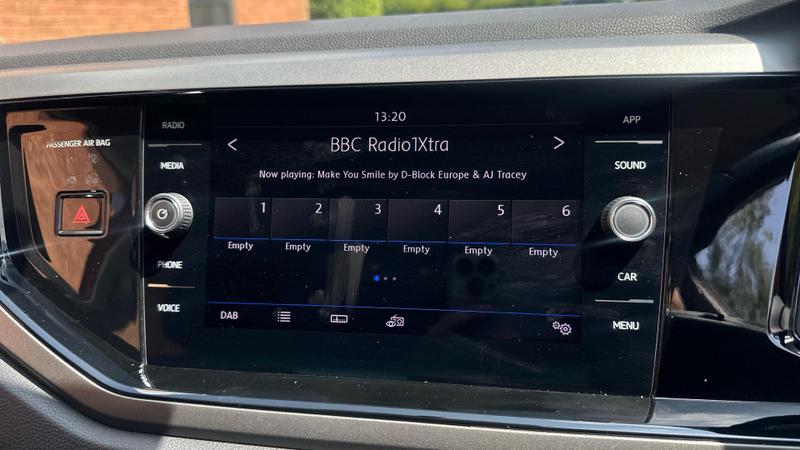 13:20
RADIO
APP
PASSENGER AIR BAG
< BBC Radio1Xtra >
MEDIA
SOUND
Now playing: Make You Smile by D-Block Europe & AJ Tracey
1 2 3 4 5 6
Empty Empty Empty Empty Empty Empty
PHONE
CAR
VOICE
DAB
MENU